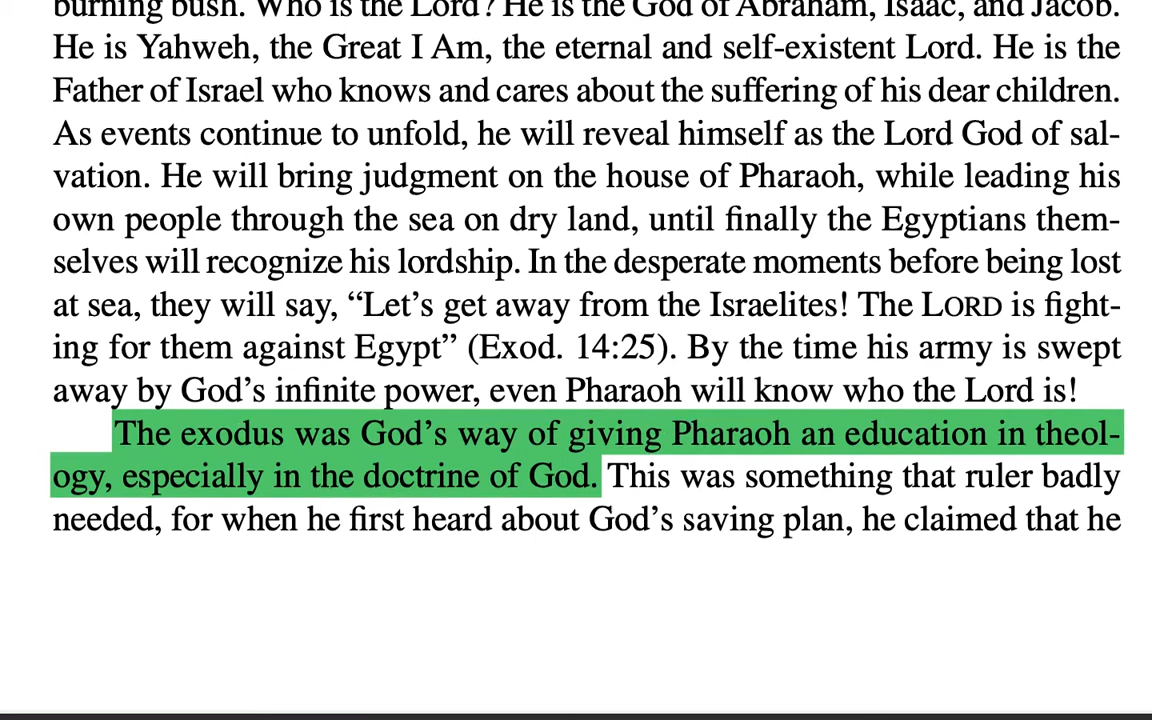 burning bush. Who is the Lord? He is the God of Abraham, Isaac, and Jacob.
He is Yahweh, the Great I Am, the eternal and self-existent Lord. He is the
Father of Israel who knows and cares about the suffering of his dear children.
As events continue to unfold, he will reveal himself as the Lord God of sal-
vation. He will bring judgment on the house of Pharaoh, while leading his
own people through the sea on dry land, until finally the Egyptians them-
selves will recognize his lordship. In the desperate moments before being lost
at sea, they will say, “Let’s get away from the Israelites! The LORD is fight-
ing for them against Egypt” (Exod. 14:25). By the time his army is swept
away by God’s infinite power, even Pharaoh will know who the Lord is!
The exodus was God’s way of giving Pharaoh an education in theol-
ogy, especially in the doctrine of God. This was something that ruler badly
needed, for when he first heard about God’s saving plan, he claimed that he